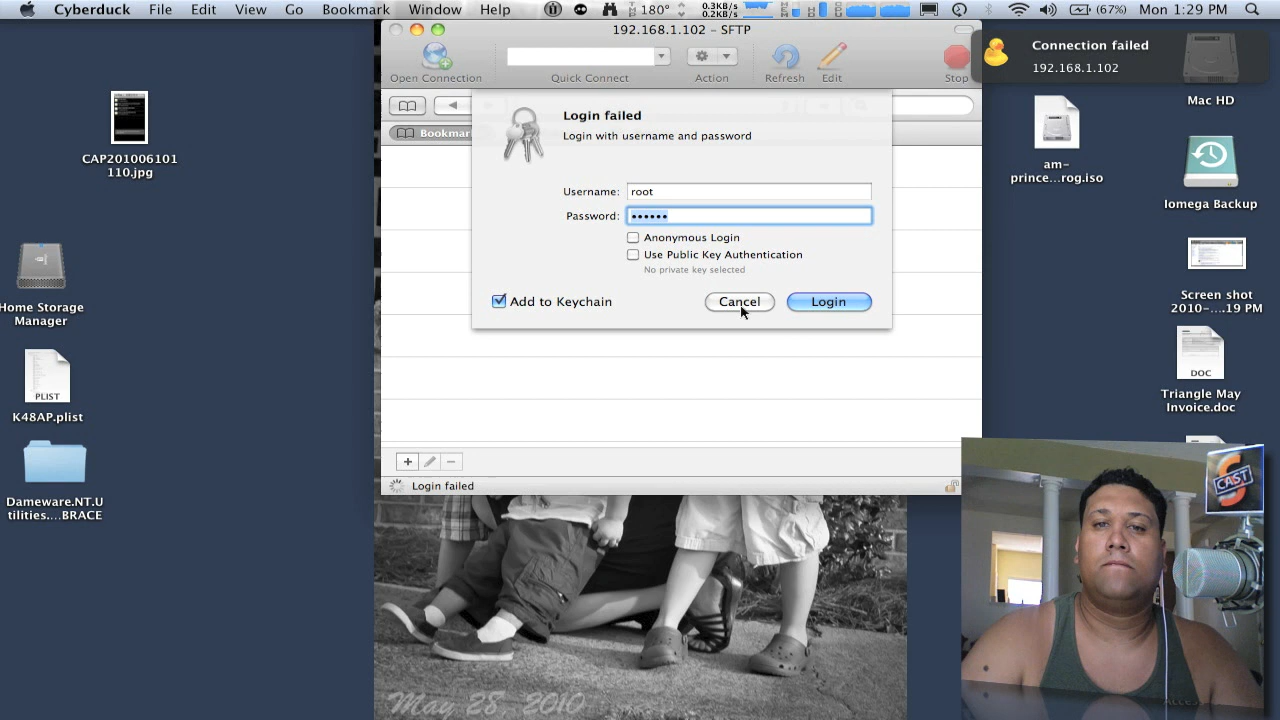 Cyberduck File Edit View Go Bookmark Window Help
180°
0.3KB/s
0.2KB/s
(67%) Mon 1:29 PM
192.168.1.102 – SFTP
Open Connection
Quick Connect
Action
Refresh
Edit
Stop
Connection failed
192.168.1.102
Bookmar
Login failed
Login with username and password
Username: root
Password: ••••••
Anonymous Login
Use Public Key Authentication
No private key selected
Add to Keychain
Cancel
Login
Login failed
CAP201006101
110.jpg
Home Storage
Manager
PLIST
K48AP.plist
Dameware.NT.U
tilities....BRACE
Mac HD
am-
prince...rog.iso
Iomega Backup
Screen shot
2010-....19 PM
DOC
Triangle May
Invoice.doc
CAST
May 28, 2010